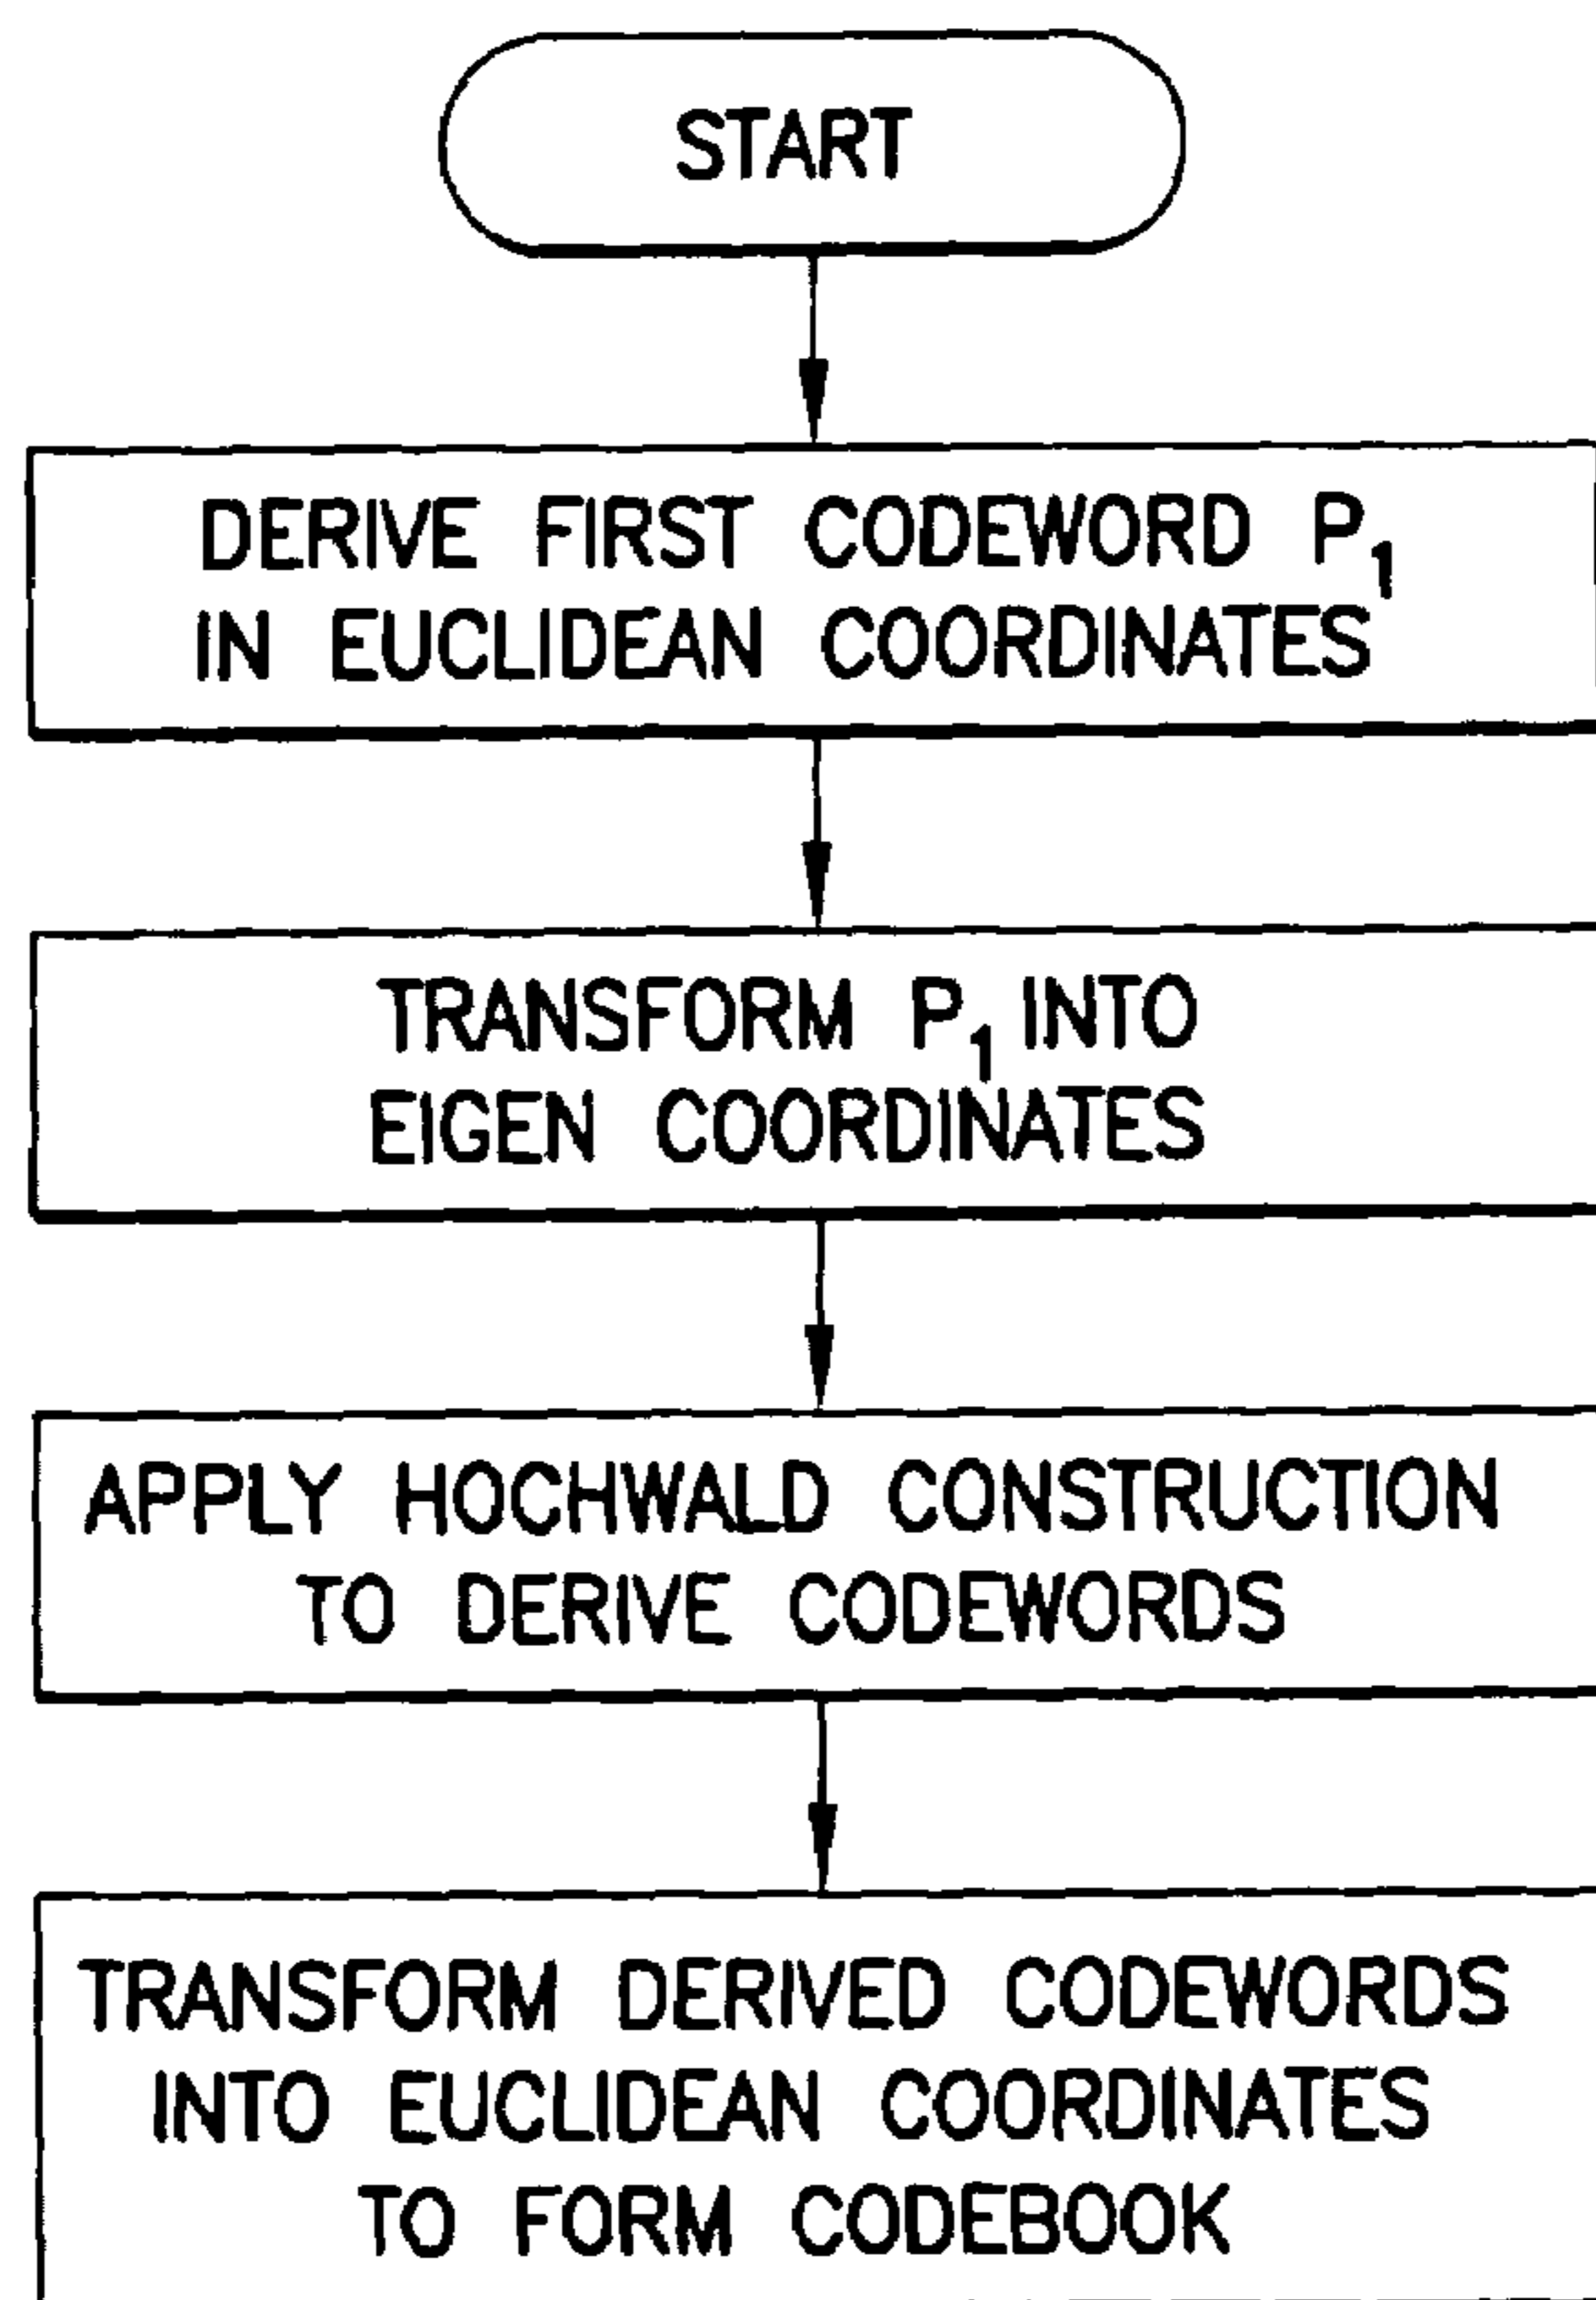 START
DERIVE FIRST CODEWORD P₁
IN EUCLIDEAN COORDINATES
TRANSFORM P₁ INTO
EIGEN COORDINATES
APPLY HOCHWALD CONSTRUCTION
TO DERIVE CODEWORDS
TRANSFORM DERIVED CODEWORDS
INTO EUCLIDEAN COORDINATES
TO FORM CODEBOOK